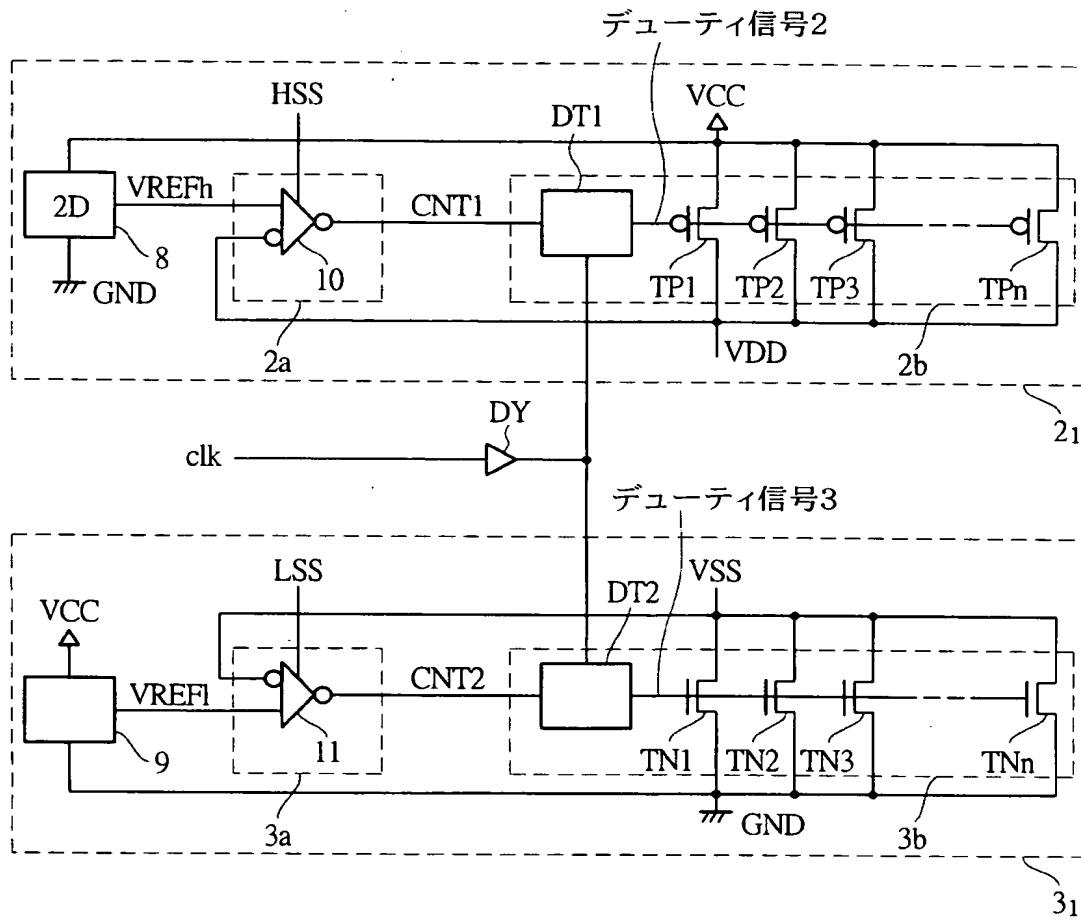 デューティ信号2
HSS
VCC
DT1
VREFh
CNT1
2D
8
10
GND
TP1
TP2
TP3
TPn
2a
VDD
2b
21
DY
clk
デューティ信号3
LSS
VSS
DT2
VCC
VREFl
CNT2
9
11
TN1
TN2
TN3
TNn
3a
GND
3b
31